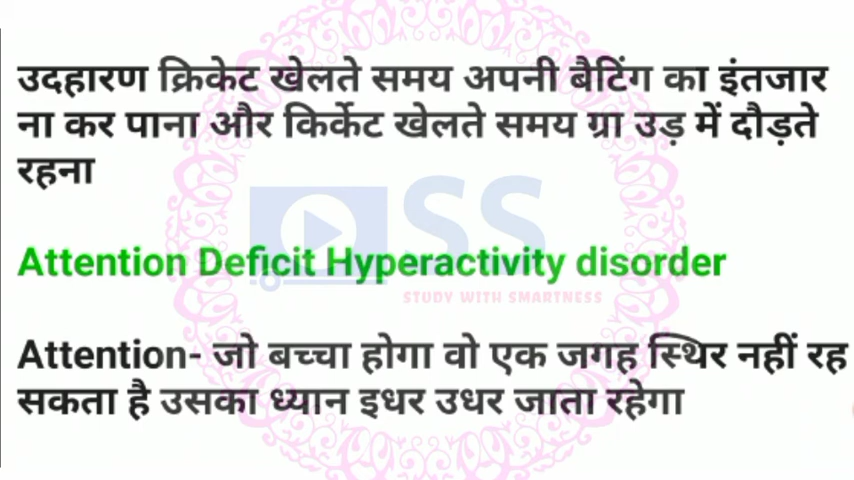 उदहारण क्रिकेट खेलते समय अपनी बैटिंग का इंतजार
ना कर पाना और किर्केट खेलते समय ग्रा उड़ में दौड़ते
रहना
SS
Attention Deficit Hyperactivity disorder
STUDY WITH SMARTNESS
Attention- जो बच्चा होगा वो एक जगह स्थिर नहीं रह
सकता है उसका ध्यान इधर उधर जाता रहेगा